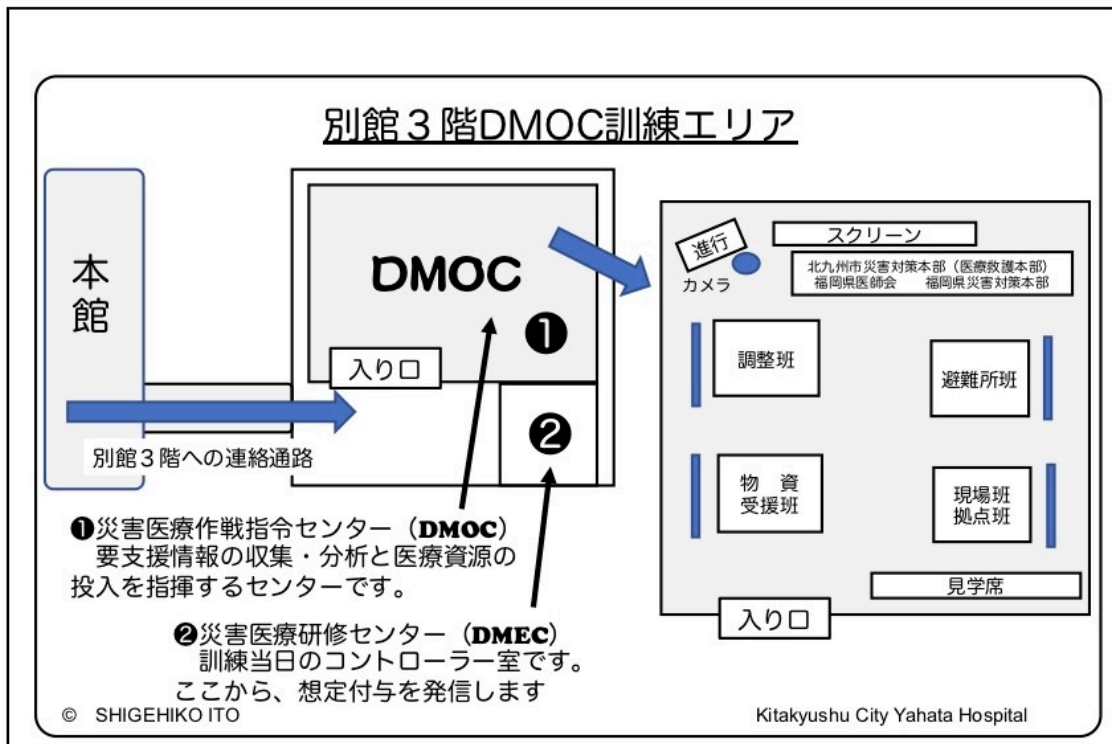 別館３階DMOC訓練エリア
本館
DMOC
❶
入り口
❷
別館３階への連絡通路
❶災害医療作戦指令センター（DMOC）
要支援情報の収集・分析と医療資源の
投入を指揮するセンターです。
❷災害医療研修センター（DMEC）
訓練当日のコントローラー室です。
ここから、想定付与を発信します
進行
カメラ
スクリーン
北九州市災害対策本部（医療救護本部）
福岡県医師会　福岡県災害対策本部
調整班
避難所班
物　資
受援班
現場班
拠点班
見学席
入り口
©　SHIGEHIKO ITO
Kitakyushu City Yahata Hospital